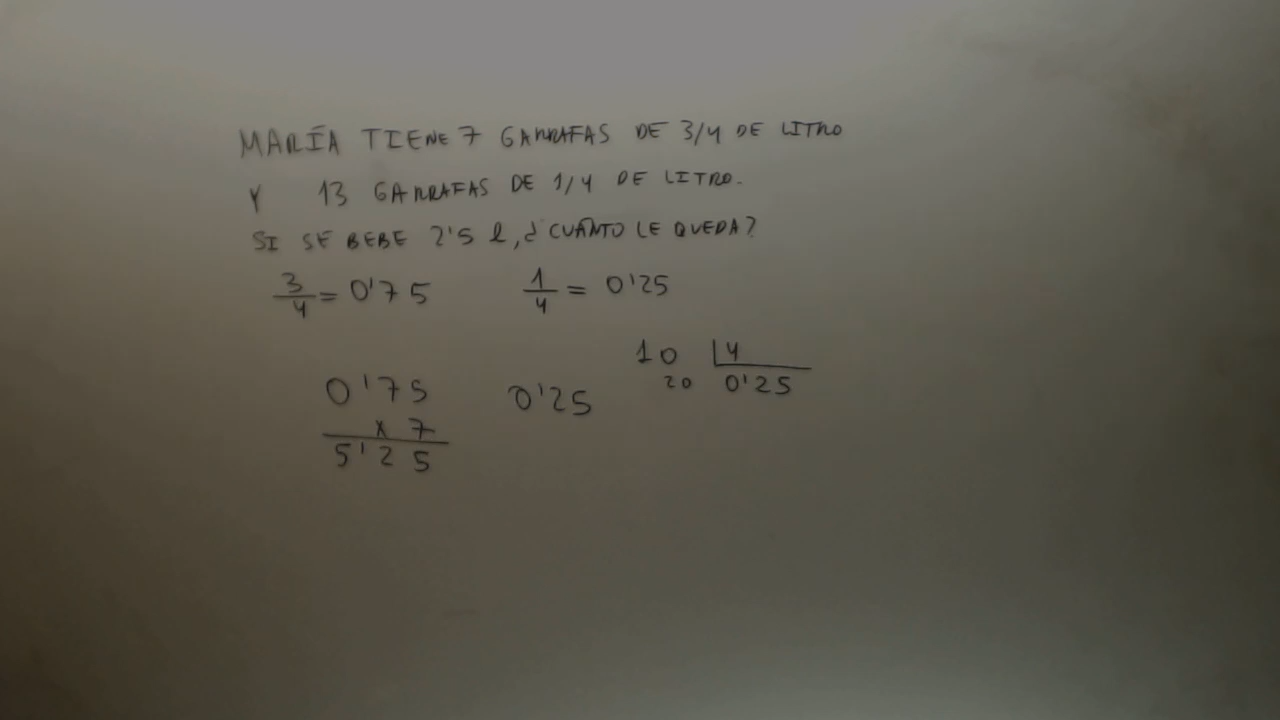 MARÍA TIENE 7 GARRAFAS DE 3/4 DE LITRO
Y 13 GARRAFAS DE 1/4 DE LITRO.
SI SE BEBE 2'5 l, ¿CUÁNTO LE QUEDA?
3/4 = 0'75 1/4 = 0'25
10 | 4
20 0'25
0'75 0'25
x 7
5'25